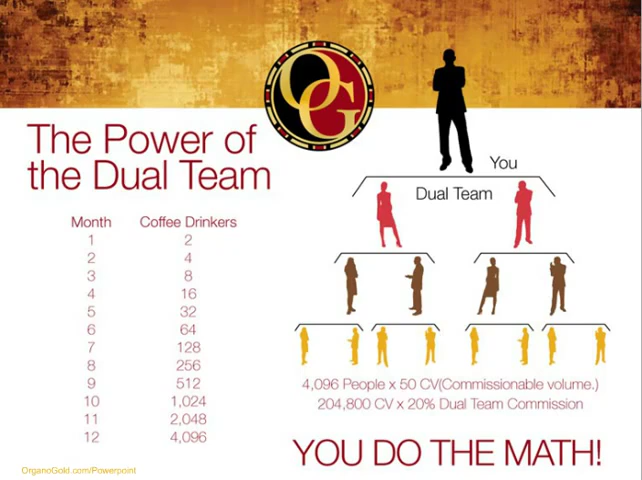 OG
The Power of
the Dual Team
Month Coffee Drinkers
1 2
2 4
3 8
4 16
5 32
6 64
7 128
8 256
9 512
10 1,024
11 2,048
12 4,096
You
Dual Team
4,096 People x 50 CV(Commissionable volume.)
204,800 CV x 20% Dual Team Commission
YOU DO THE MATH!
OrganoGold.com/Powerpoint